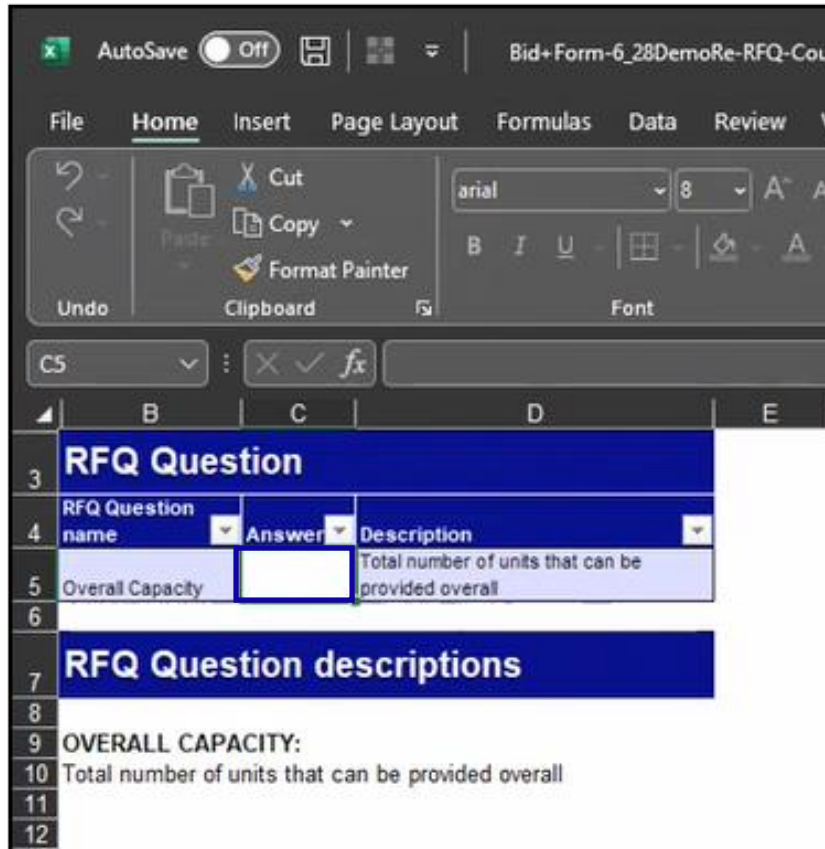 AutoSave Off Bid+Form-6_28DemoRe-RFQ-Cou
File Home Insert Page Layout Formulas Data Review
Cut
Copy
Paste
Format Painter
arial 8 A A
B I U A
Undo Clipboard Font
C5 fx
B C D E
3 RFQ Question
RFQ Question
4 name Answer Description
Total number of units that can be
5 Overall Capacity provided overall
6
7 RFQ Question descriptions
8
9 OVERALL CAPACITY:
10 Total number of units that can be provided overall
11
12